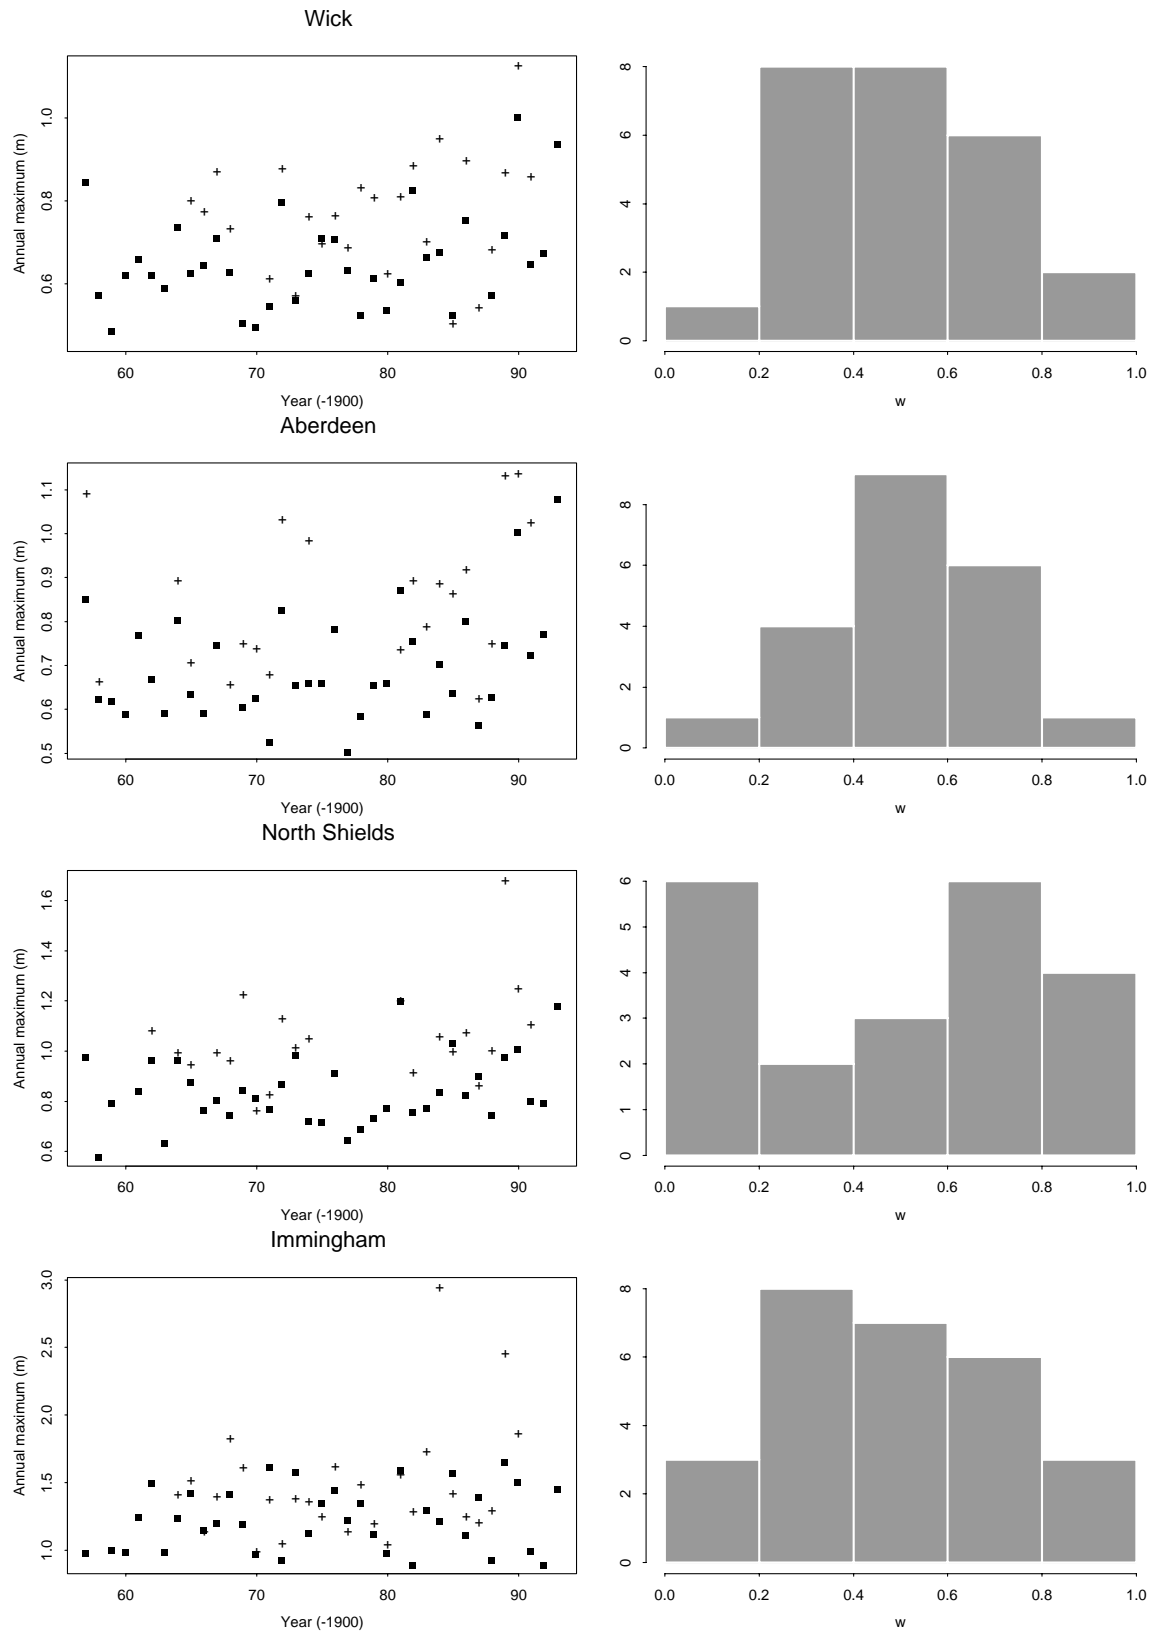 Wick
Annual maximum (m)
0.6 0.8 1.0
60 70 80 90
Year (-1900)
0 2 4 6 8
0.0 0.2 0.4 0.6 0.8 1.0
w
Aberdeen
Annual maximum (m)
0.5 0.6 0.7 0.8 0.9 1.0 1.1
60 70 80 90
Year (-1900)
0 2 4 6 8
0.0 0.2 0.4 0.6 0.8 1.0
w
North Shields
Annual maximum (m)
0.6 0.8 1.0 1.2 1.4 1.6
60 70 80 90
Year (-1900)
0 1 2 3 4 5 6
0.0 0.2 0.4 0.6 0.8 1.0
w
Immingham
Annual maximum (m)
1.0 1.5 2.0 2.5 3.0
60 70 80 90
Year (-1900)
0 2 4 6 8
0.0 0.2 0.4 0.6 0.8 1.0
w